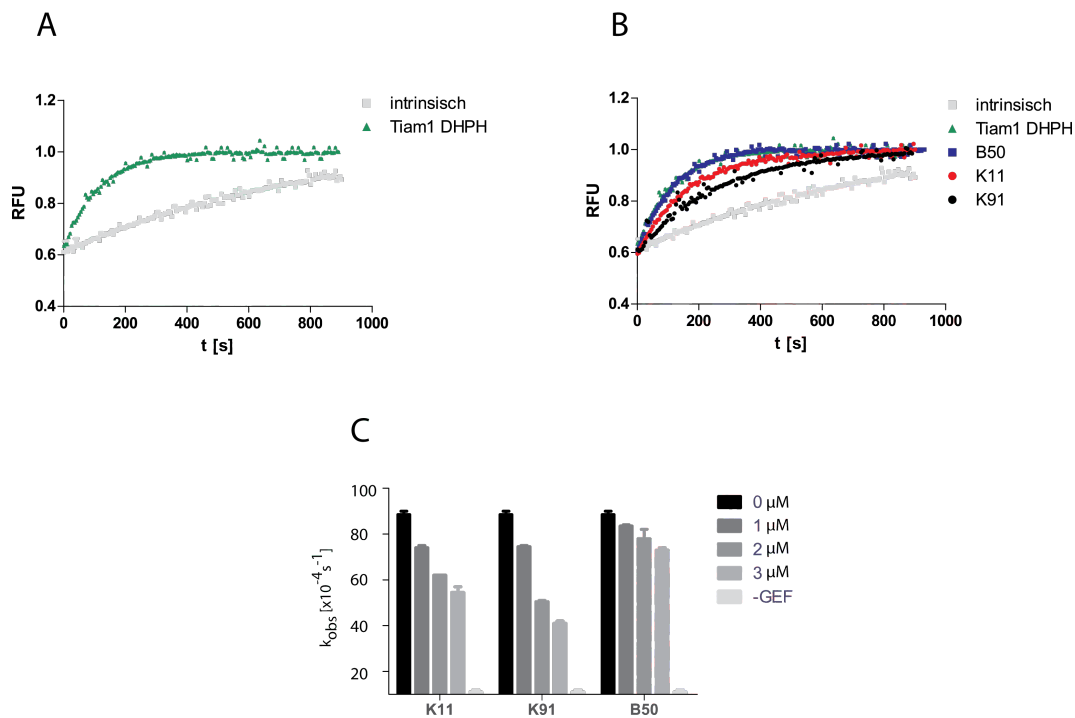 A
B
1.2
1.0
0.8
0.6
0.4
RFU
0
200
400
600
800
1000
t [s]
intrinsisch
Tiam1 DHPH
1.2
1.0
0.8
0.6
0.4
RFU
0
200
400
600
800
1000
t [s]
intrinsisch
Tiam1 DHPH
B50
K11
K91
C
100
80
60
40
20
k_obs [x10^-4 s^-1]
K11
K91
B50
0 µM
1 µM
2 µM
3 µM
-GEF